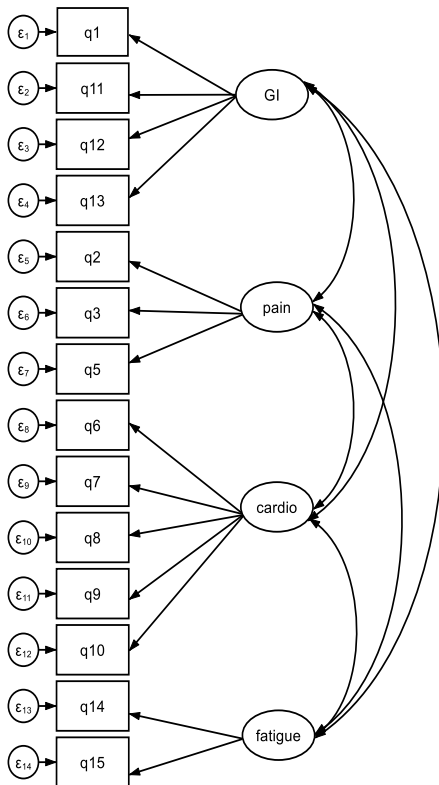 ε1 q1
ε2 q11
GI
ε3 q12
ε4 q13
ε5 q2
ε6 q3
pain
ε7 q5
ε8 q6
ε9 q7
cardio
ε10 q8
ε11 q9
ε12 q10
ε13 q14
fatigue
ε14 q15